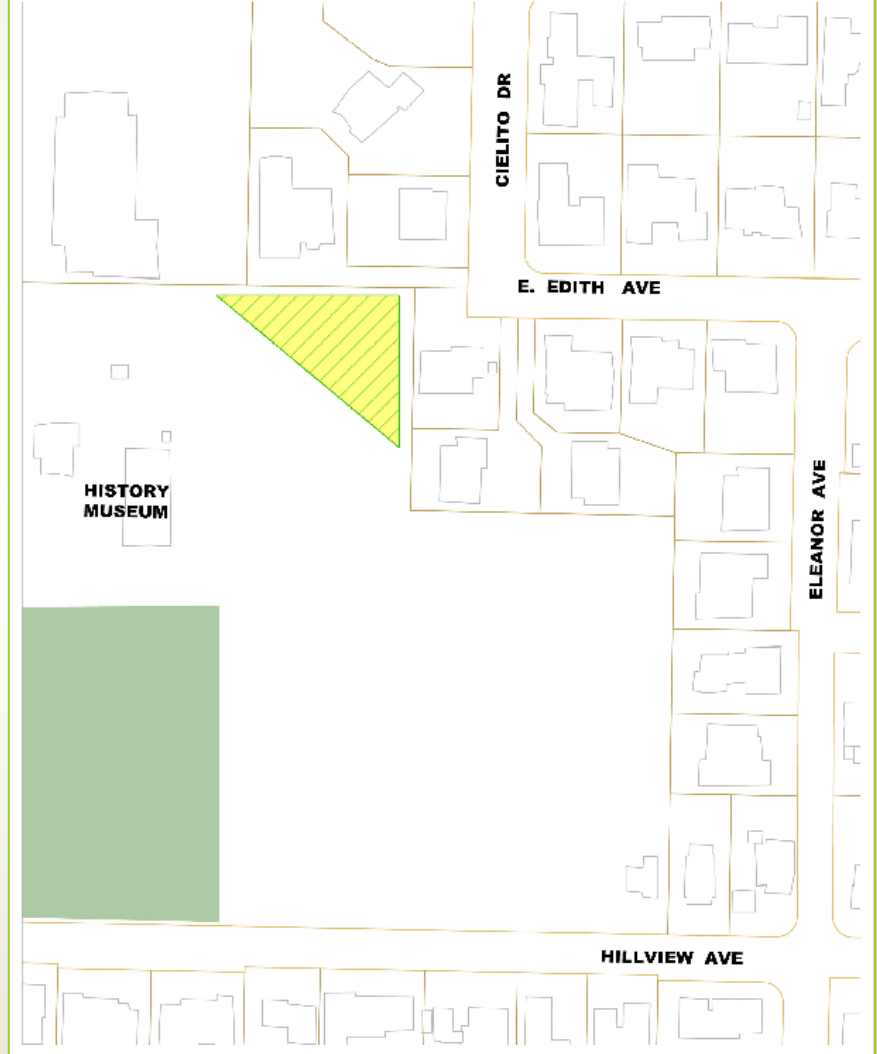 CIELITO DR
E. EDITH AVE
HISTORY
MUSEUM
ELEANOR AVE
HILLVIEW AVE